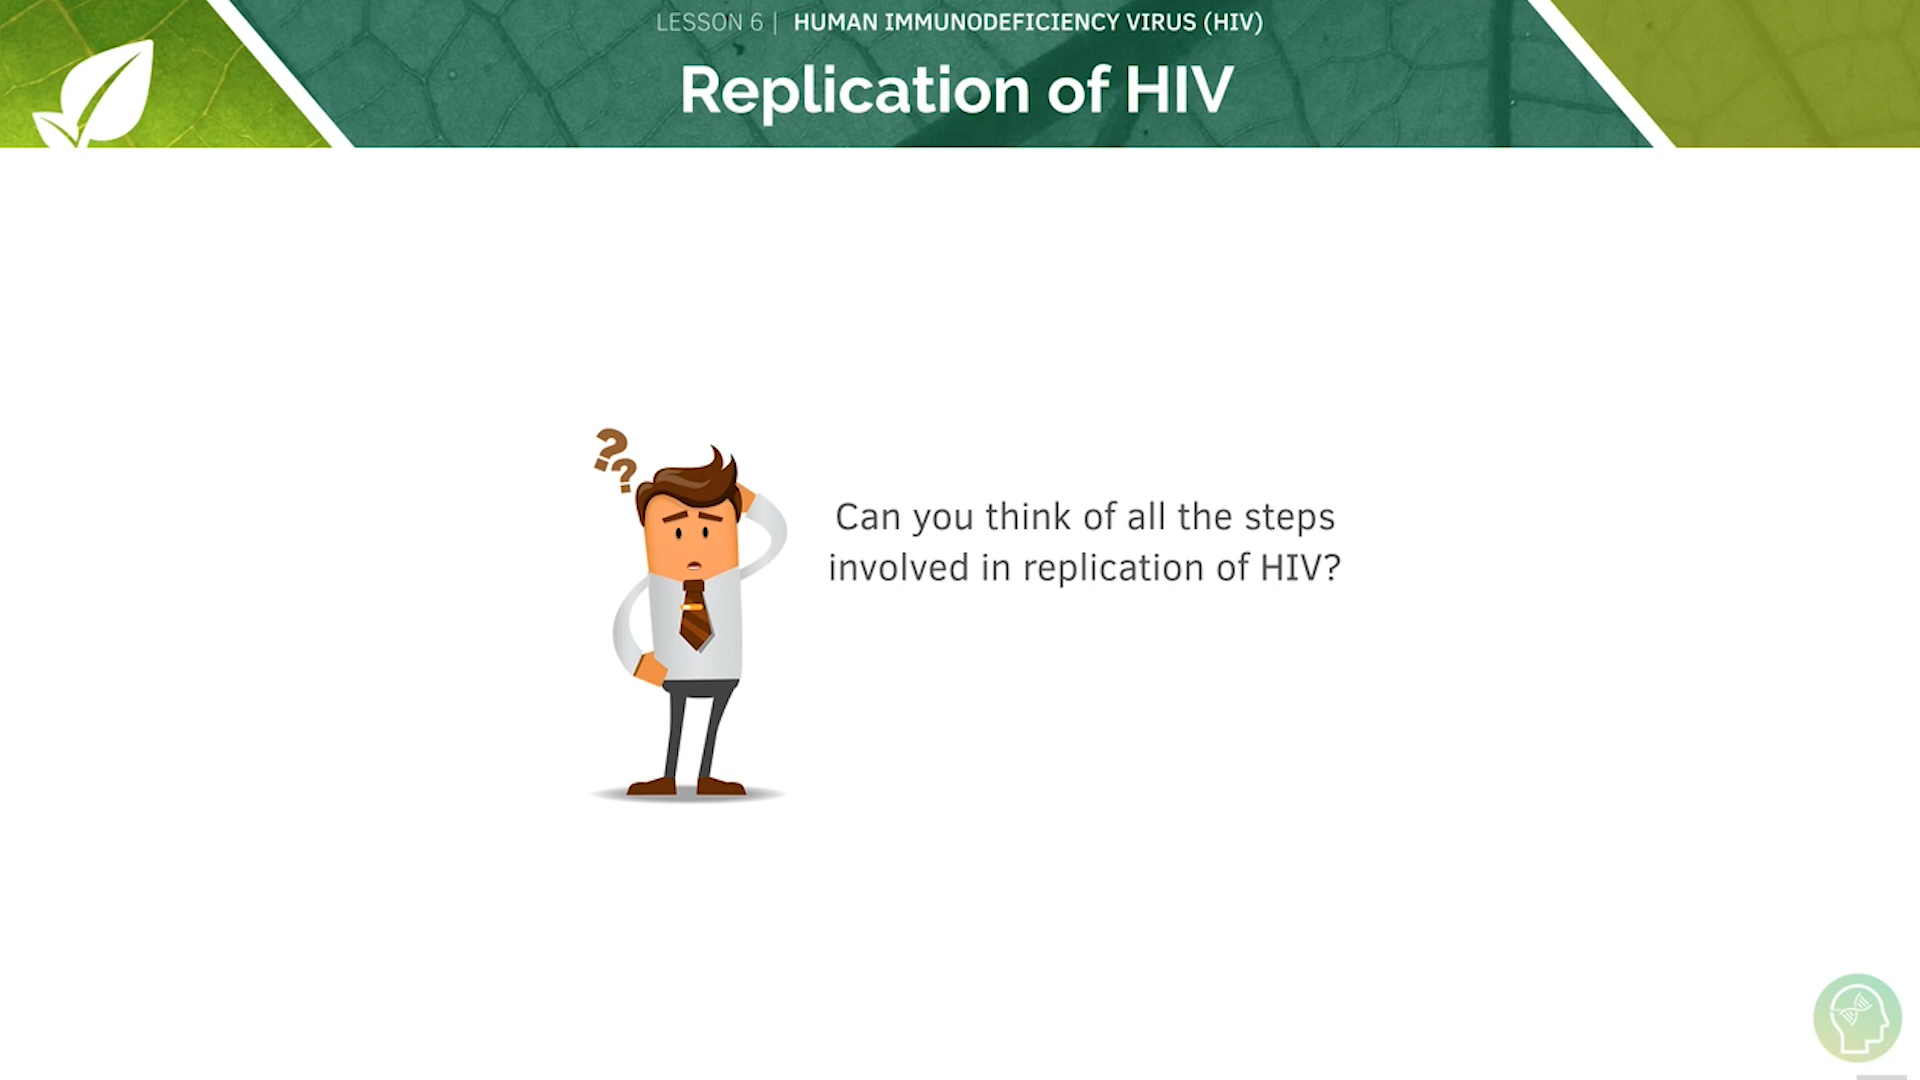 LESSON 6 | HUMAN IMMUNODEFICIENCY VIRUS (HIV)
Replication of HIV
? ?
Can you think of all the steps
involved in replication of HIV?